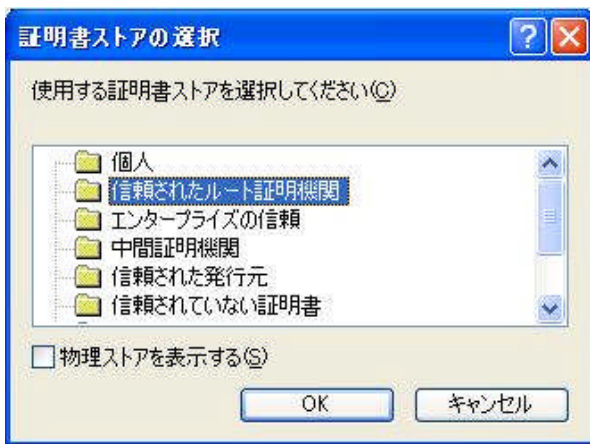 証明書ストアの選択
使用する証明書ストアを選択してください(C)
個人
信頼されたルート証明機関
エンタープライズの信頼
中間証明機関
信頼された発行元
信頼されていない証明書
物理ストアを表示する(S)
OK
キャンセル